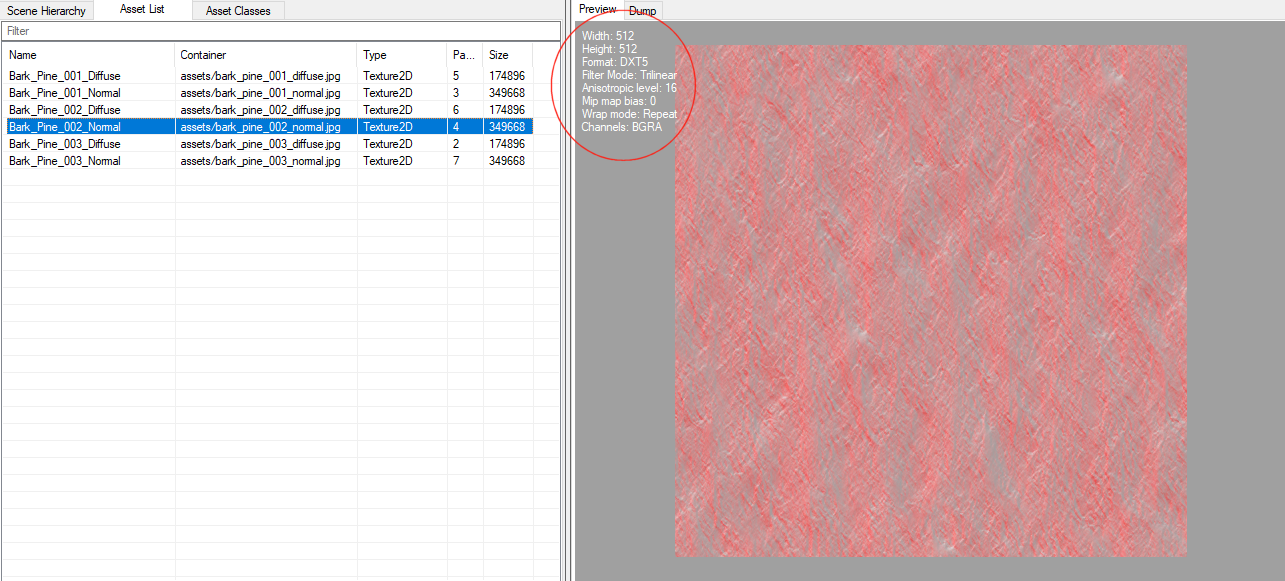 Scene Hierarchy Asset List Asset Classes
Filter
Name Container Type Pa... Size
Bark_Pine_001_Diffuse assets/bark_pine_001_diffuse.jpg Texture2D 5 174896
Bark_Pine_001_Normal assets/bark_pine_001_normal.jpg Texture2D 3 349668
Bark_Pine_002_Diffuse assets/bark_pine_002_diffuse.jpg Texture2D 6 174896
Bark_Pine_002_Normal assets/bark_pine_002_normal.jpg Texture2D 4 349668
Bark_Pine_003_Diffuse assets/bark_pine_003_diffuse.jpg Texture2D 2 174896
Bark_Pine_003_Normal assets/bark_pine_003_normal.jpg Texture2D 7 349668
Preview Dump
Width: 512
Height: 512
Format: DXT5
Filter Mode: Trilinear
Anisotropic level: 16
Mip map bias: 0
Wrap mode: Repeat
Channels: BGRA